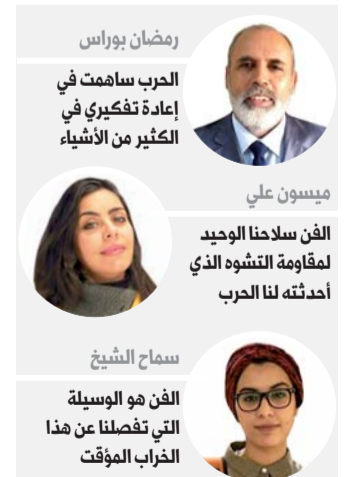 رمضان بوراس
الحرب ساهمت في
إعادة تفكيري في
الكثير من الأشياء
ميسون علي
الفن سلاحنا الوحيد
لمقاومة التشوه الذي
أحدثته لنا الحرب
سماح الشيخ
الفن هو الوسيلة
التي تفصلنا عن هذا
الخراب المؤقت